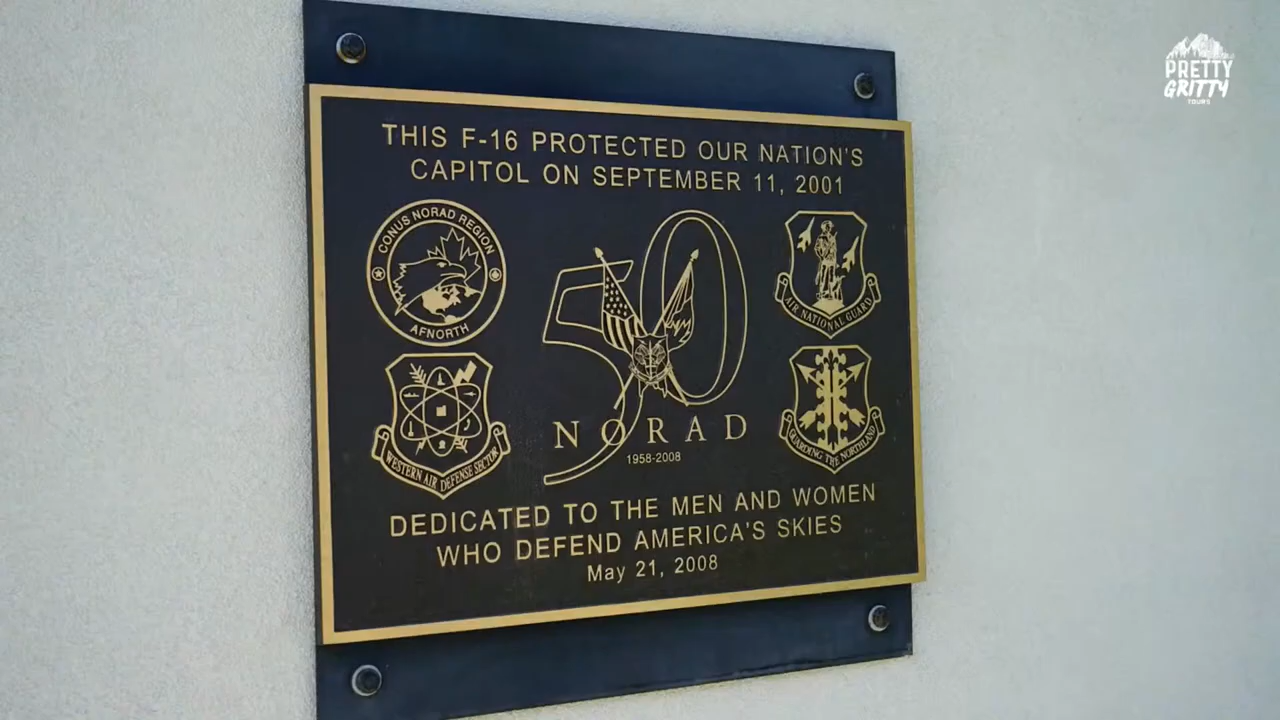 PRETTY
GRITTY
TOURS
THIS F-16 PROTECTED OUR NATION'S
CAPITOL ON SEPTEMBER 11, 2001
CONUS NORAD REGION
AFNORTH
AIR NATIONAL GUARD
50
WESTERN AIR DEFENSE SECTOR
GUARDING THE NORTHLAND
NORAD
1958-2008
DEDICATED TO THE MEN AND WOMEN
WHO DEFEND AMERICA'S SKIES
May 21, 2008